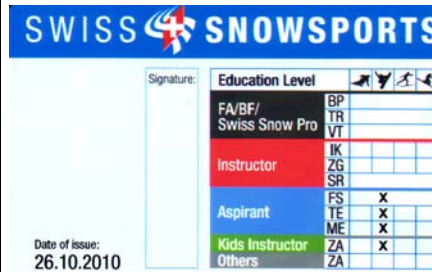 SWISS SNOWSPORTS
Signature:
Education Level
FA/BF/
Swiss Snow Pro
BP
TR
VT
Instructor
IK
ZG
SR
Aspirant
FS X
TE X
ME X
Kids Instructor ZA X
Others ZA
Date of issue:
26.10.2010